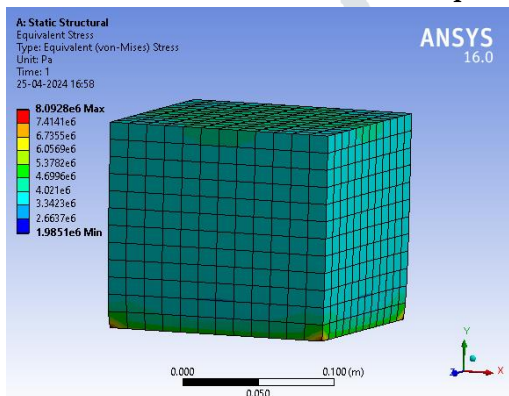 A: Static Structural
Equivalent Stress
Type: Equivalent (von-Mises) Stress
Unit: Pa
Time: 1
25-04-2024 16:58
ANSYS
16.0
8.0928e6 Max
7.4141e6
6.7355e6
6.0569e6
5.3782e6
4.6996e6
4.021e6
3.3423e6
2.6637e6
1.9851e6 Min
0.000
0.100 (m)
0.050
Y
Z
X